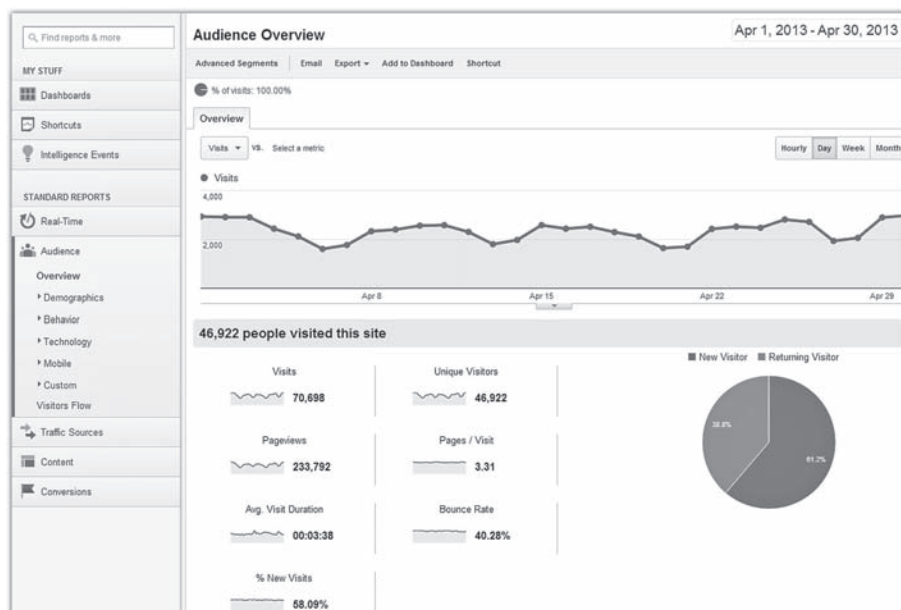 Find reports & more
MY STUFF
Dashboards
Shortcuts
Intelligence Events
STANDARD REPORTS
Real-Time
Audience
Overview
Demographics
Behavior
Technology
Mobile
Custom
Visitors Flow
Traffic Sources
Content
Conversions
Audience Overview
Apr 1, 2013 - Apr 30, 2013
Advanced Segments Email Export Add to Dashboard Shortcut
% of visits: 100.00%
Overview
Visits VS. Select a metric
Hourly Day Week Month
Visits
4,000
2,000
Apr 8 Apr 15 Apr 22 Apr 29
46,922 people visited this site
Visits
70,698
Unique Visitors
46,922
Pageviews
233,792
Pages / Visit
3.31
Avg. Visit Duration
00:03:38
Bounce Rate
40.28%
% New Visits
58.09%
New Visitor Returning Visitor
38.8%
61.2%